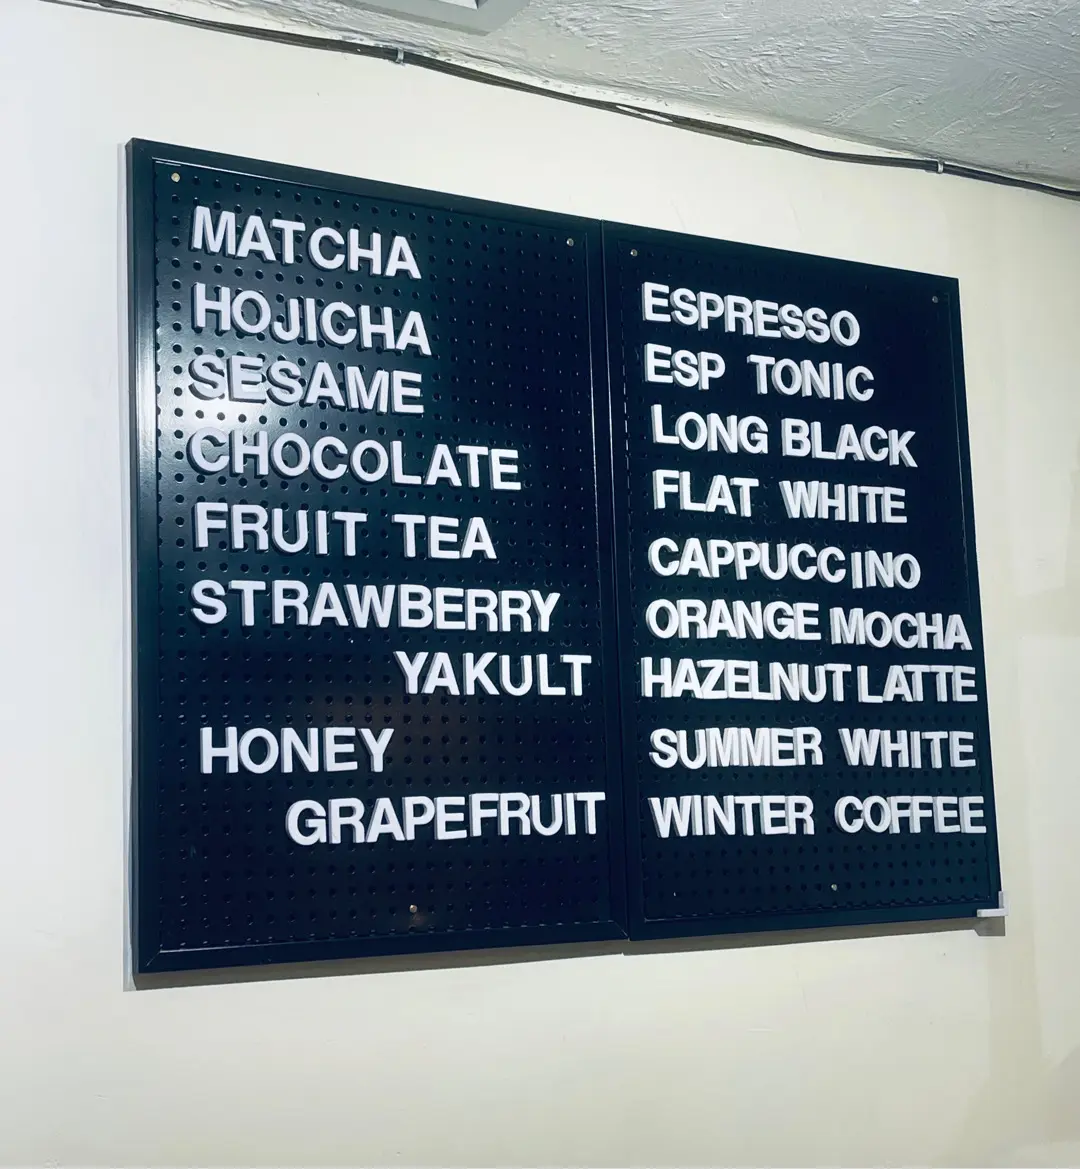 MATCHA
HOJICHA
SESAME
CHOCOLATE
FRUIT TEA
STRAWBERRY
YAKULT
HONEY
GRAPEFRUIT
ESPRESSO
ESP TONIC
LONG BLACK
FLAT WHITE
CAPPUCCINO
ORANGE MOCHA
HAZELNUT LATTE
SUMMER WHITE
WINTER COFFEE